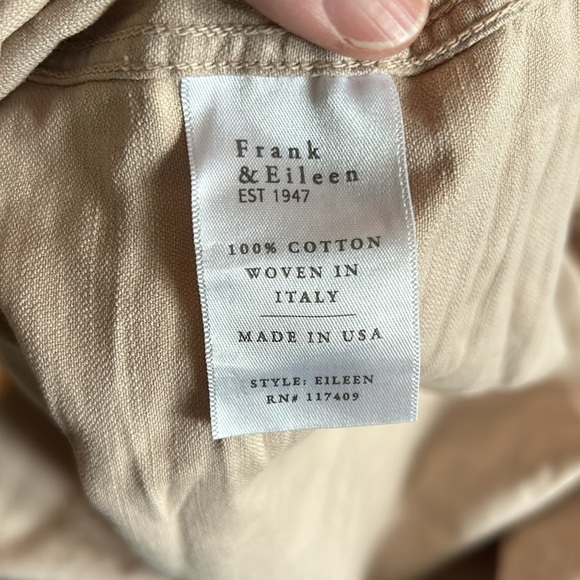 Frank
& Eileen
EST 1947
100% COTTON
WOVEN IN
ITALY
MADE IN USA
STYLE: EILEEN
RN# 117409